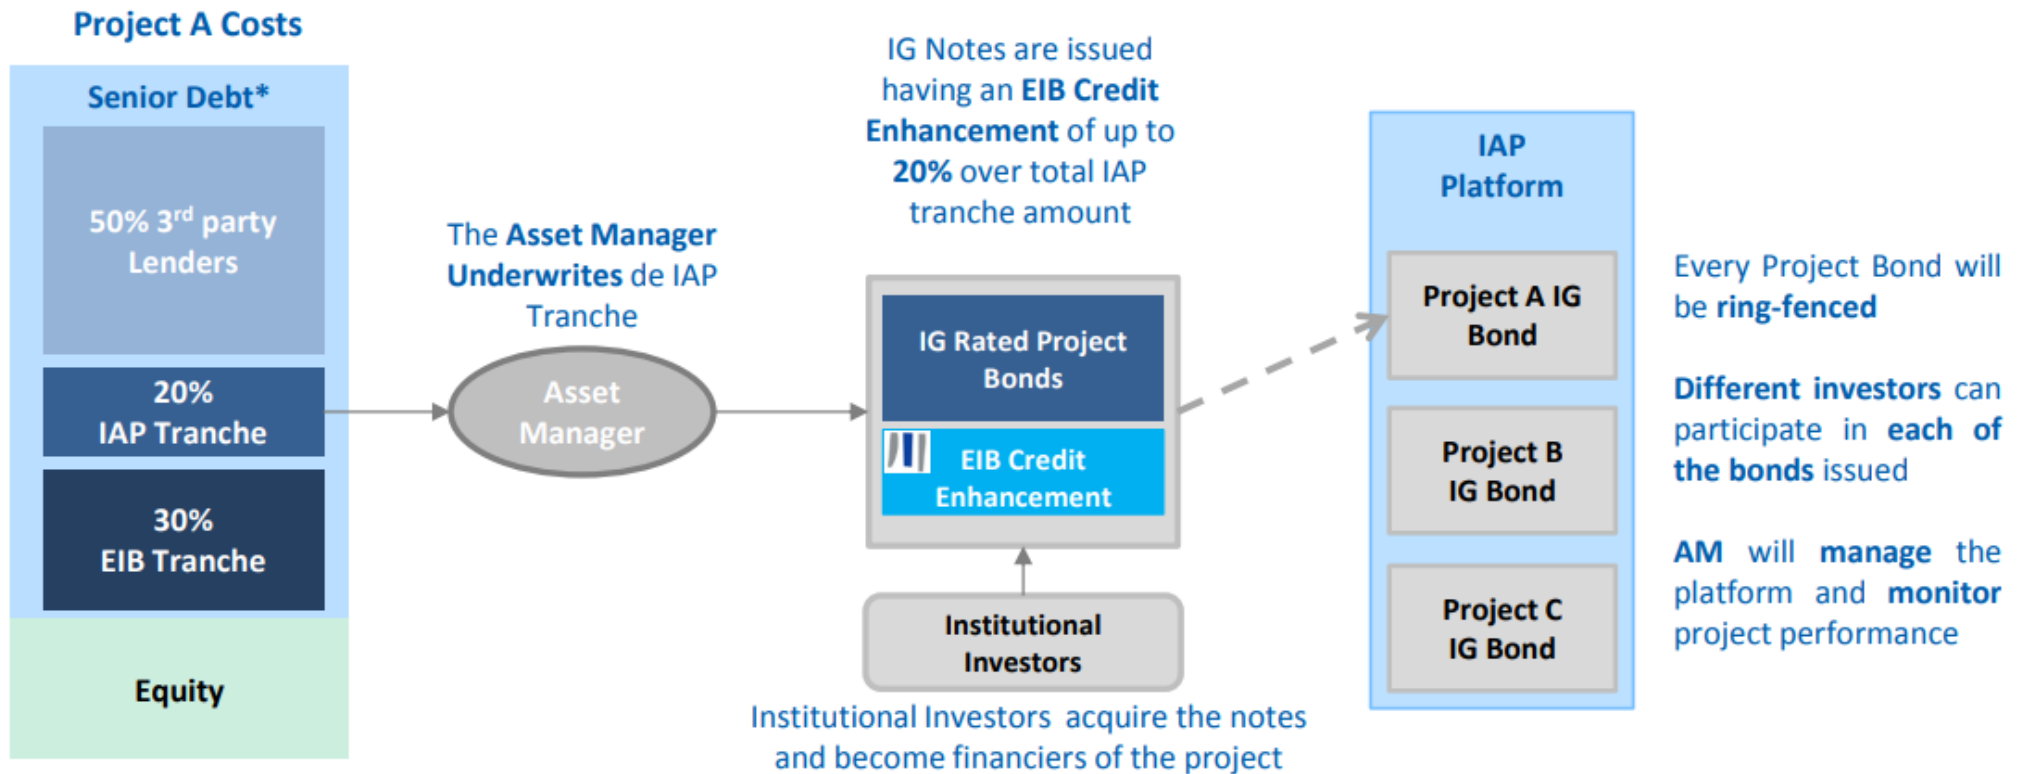 Project A Costs
Senior Debt*
50% 3rd party
Lenders
20%
IAP Tranche
30%
EIB Tranche
Equity
The Asset Manager
Underwrites de IAP
Tranche
Asset
Manager
IG Notes are issued
having an EIB Credit
Enhancement of up to
20% over total IAP
tranche amount
IG Rated Project
Bonds
EIB Credit
Enhancement
Institutional
Investors
Institutional Investors acquire the notes
and become financiers of the project
IAP
Platform
Project A IG
Bond
Project B
IG Bond
Project C
IG Bond
Every Project Bond will
be ring-fenced
Different investors can
participate in each of
the bonds issued
AM will manage the
platform and monitor
project performance